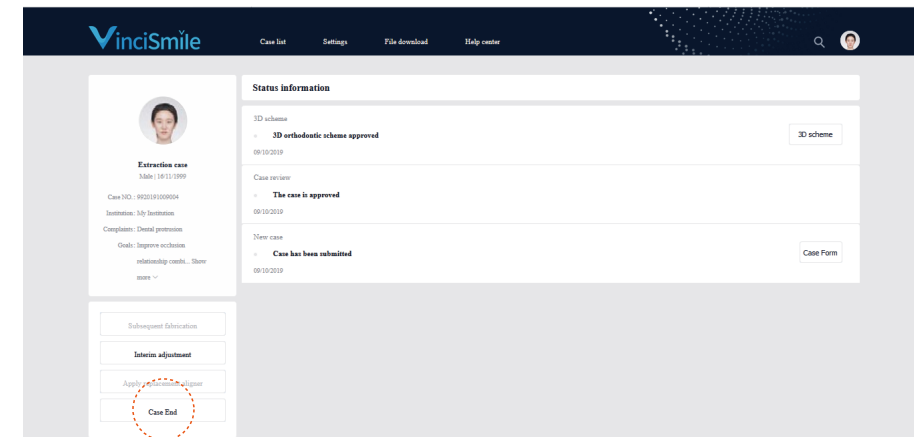 VinciSmile
Case list Settings File download Help center
Extraction case
Male | 16/11/1999
Case NO. : 9920191009004
Institution : My Institution
Complaints : Dental protrusion
Goals : Improve occlusion
relationship combi... Show
more
Subsequent fabrication
Interim adjustment
Apply replacement aligner
Case End
Status information
3D scheme
3D orthodontic scheme approved
3D scheme
09/10/2019
Case review
The case is approved
09/10/2019
New case
Case has been submitted
Case Form
09/10/2019